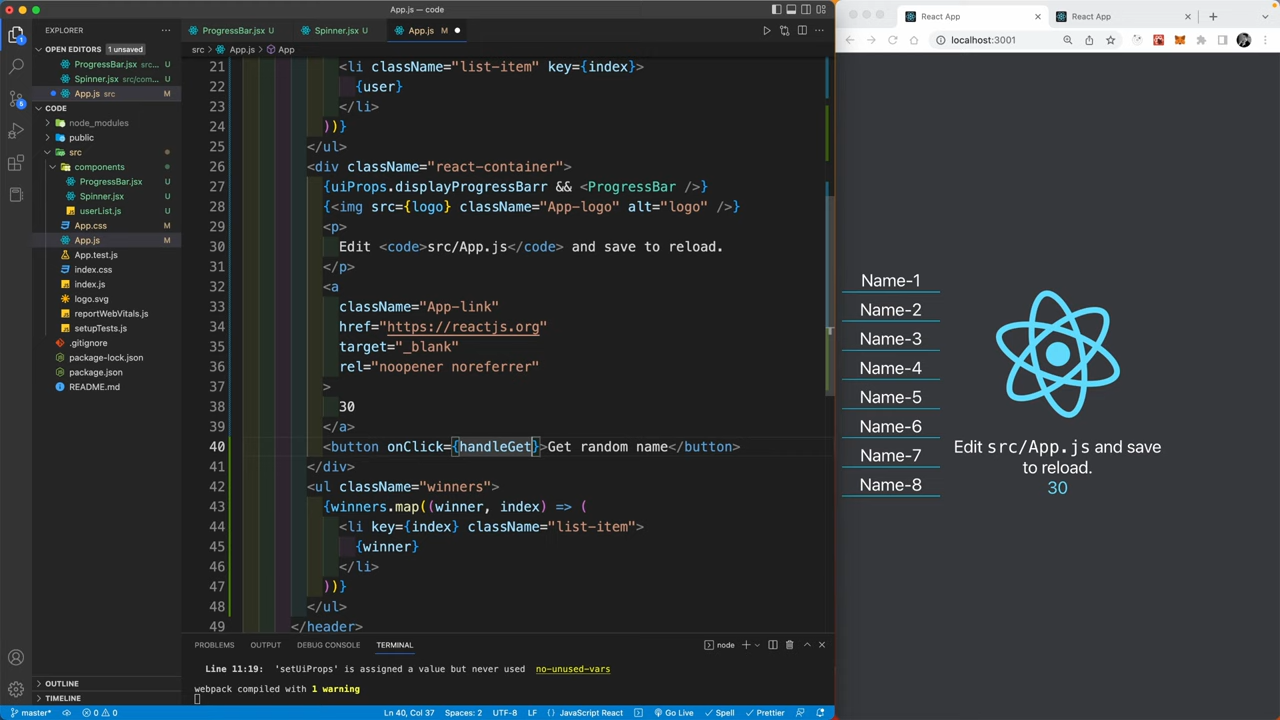 App.js — code
EXPLORER
OPEN EDITORS 1 unsaved
ProgressBar.jsx src... U
Spinner.jsx src/com... U
App.js src M
CODE
node_modules
public
src
components
ProgressBar.jsx U
Spinner.jsx U
userList.js U
App.css M
App.js M
App.test.js
index.css
index.js
logo.svg
reportWebVitals.js
setupTests.js
.gitignore
package-lock.json
package.json
README.md
OUTLINE
TIMELINE
ProgressBar.jsx U
Spinner.jsx U
App.js M
src > App.js > App
21 <li className="list-item" key={index}>
22 {user}
23 </li>
24 ))}
25 </ul>
26 <div className="react-container">
27 {uiProps.displayProgressBarr && <ProgressBar />}
28 {<img src={logo} className="App-logo" alt="logo" />}
29 <p>
30 Edit <code>src/App.js</code> and save to reload.
31 </p>
32 <a
33 className="App-link"
34 href="https://reactjs.org"
35 target="_blank"
36 rel="noopener noreferrer"
37 >
38 30
39 </a>
40 <button onClick={handleGet}>Get random name</button>
41 </div>
42 <ul className="winners">
43 {winners.map((winner, index) => (
44 <li key={index} className="list-item">
45 {winner}
46 </li>
47 ))}
48 </ul>
49 </header>
PROBLEMS OUTPUT DEBUG CONSOLE TERMINAL
node
Line 11:19: 'setUiProps' is assigned a value but never used no-unused-vars
webpack compiled with 1 warning
master* 0 0 Ln 40, Col 37 Spaces: 2 UTF-8 LF {} JavaScript React Go Live Spell Prettier
React App
React App
localhost:3001
Name-1
Name-2
Name-3
Name-4
Name-5
Name-6
Name-7
Name-8
Edit src/App.js and save
to reload.
30